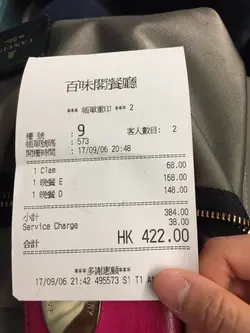 LANVIN
百味閣餐廳
*** 帳單重印 *** 2
檯 號 : 9 客人數目: 2
帳單號碼 : 573
開檯時間 : 17/09/06 20:48
1 Clam 68.00
1 晚餐 E 168.00
1 晚餐 D 148.00
小計 384.00
Service Charge 38.00
合計 HK 422.00
***多謝惠顧***
17/09/06 21:42 495573 S1 T1